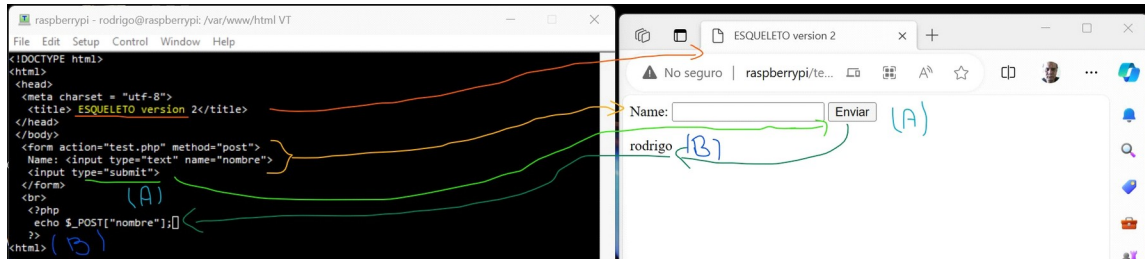 raspberrypi - rodrigo@raspberrypi: /var/www/html VT
File Edit Setup Control Window Help
<!DOCTYPE html>
<html>
<head>
<meta charset = "utf-8">
<title> ESQUELETO version 2</title>
</head>
</body>
<form action="test.php" method="post">
Name: <input type="text" name="nombre">
<input type="submit">
</form>
(A)
<br>
<?php
echo $_POST["nombre"];
?>
<html> (B)
ESQUELETO version 2
No seguro raspberrypi/te...
Name: Enviar (A)
rodrigo (B)